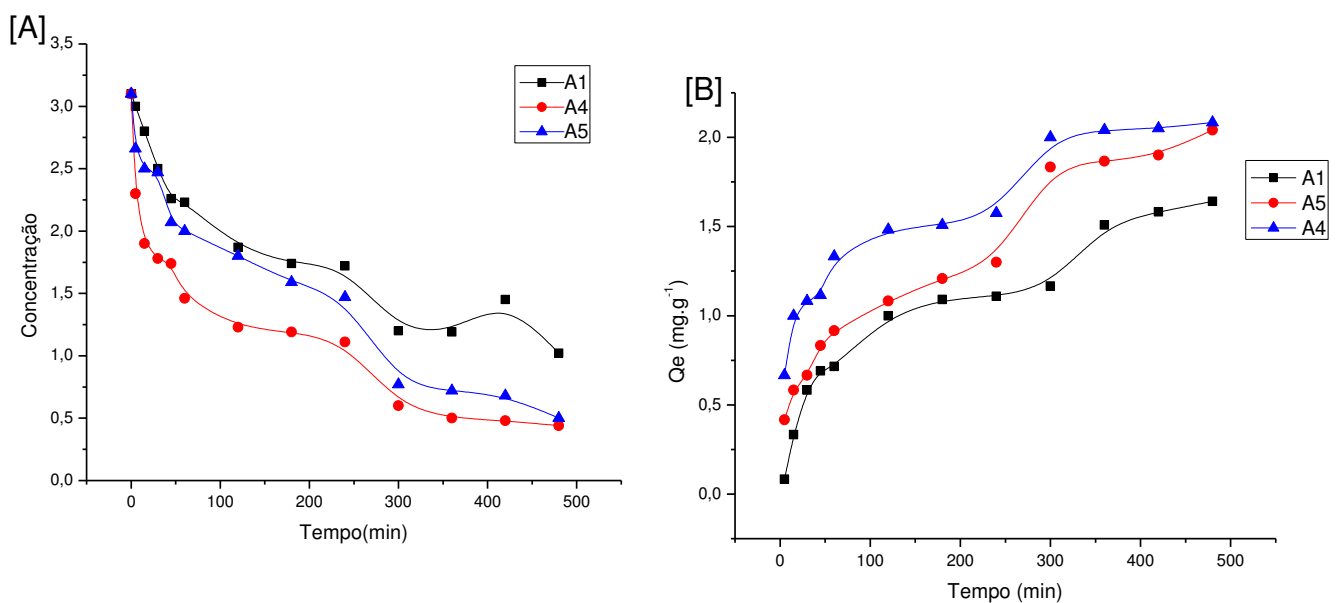 [A]
3,5
3,0
2,5
2,0
1,5
1,0
0,5
0,0
Concentração
0 100 200 300 400 500
Tempo(min)
A1
A4
A5
[B]
2,0
1,5
1,0
0,5
0,0
Qe (mg.g-1)
0 100 200 300 400 500
Tempo (min)
A1
A5
A4